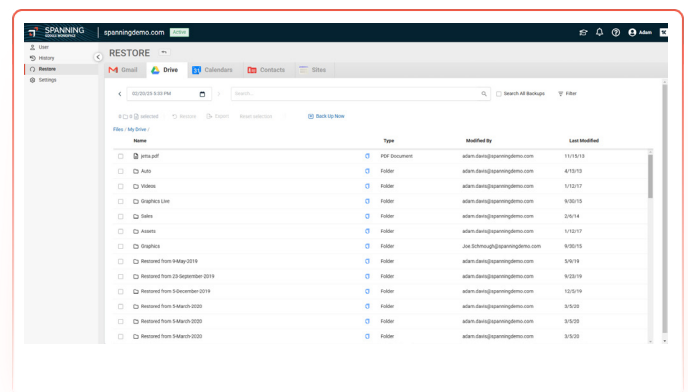 SPANNING
GOOGLE WORKSPACE
spanningdemo.com Active
Adam
User
History
Restore
Settings
RESTORE
Gmail Drive Calendars Contacts Sites
Search... Search All Backups Filter
selected Restore Export Reset selection Back Up Now
Files / My Drive /
Name Type Modified By Last Modified
jetta.pdf PDF Document adam.davis@spanningdemo.com 11/15/13
Auto Folder adam.davis@spanningdemo.com 4/13/13
Videos Folder adam.davis@spanningdemo.com 1/12/17
Graphics Live Folder adam.davis@spanningdemo.com 9/30/15
Sales Folder adam.davis@spanningdemo.com 2/6/14
Assets Folder adam.davis@spanningdemo.com 1/12/17
Graphics Folder Joe.Schmough@spanningdemo.com 9/30/15
Restored from 9-May-2019 Folder adam.davis@spanningdemo.com 5/9/19
Restored from 23-September-2019 Folder adam.davis@spanningdemo.com 9/23/19
Restored from 3-December-2019 Folder adam.davis@spanningdemo.com 12/3/19
Restored from 5-March-2020 Folder adam.davis@spanningdemo.com 3/5/20
Restored from 5-March-2020 Folder adam.davis@spanningdemo.com 3/5/20
Restored from 5-March-2020 Folder adam.davis@spanningdemo.com 3/5/20